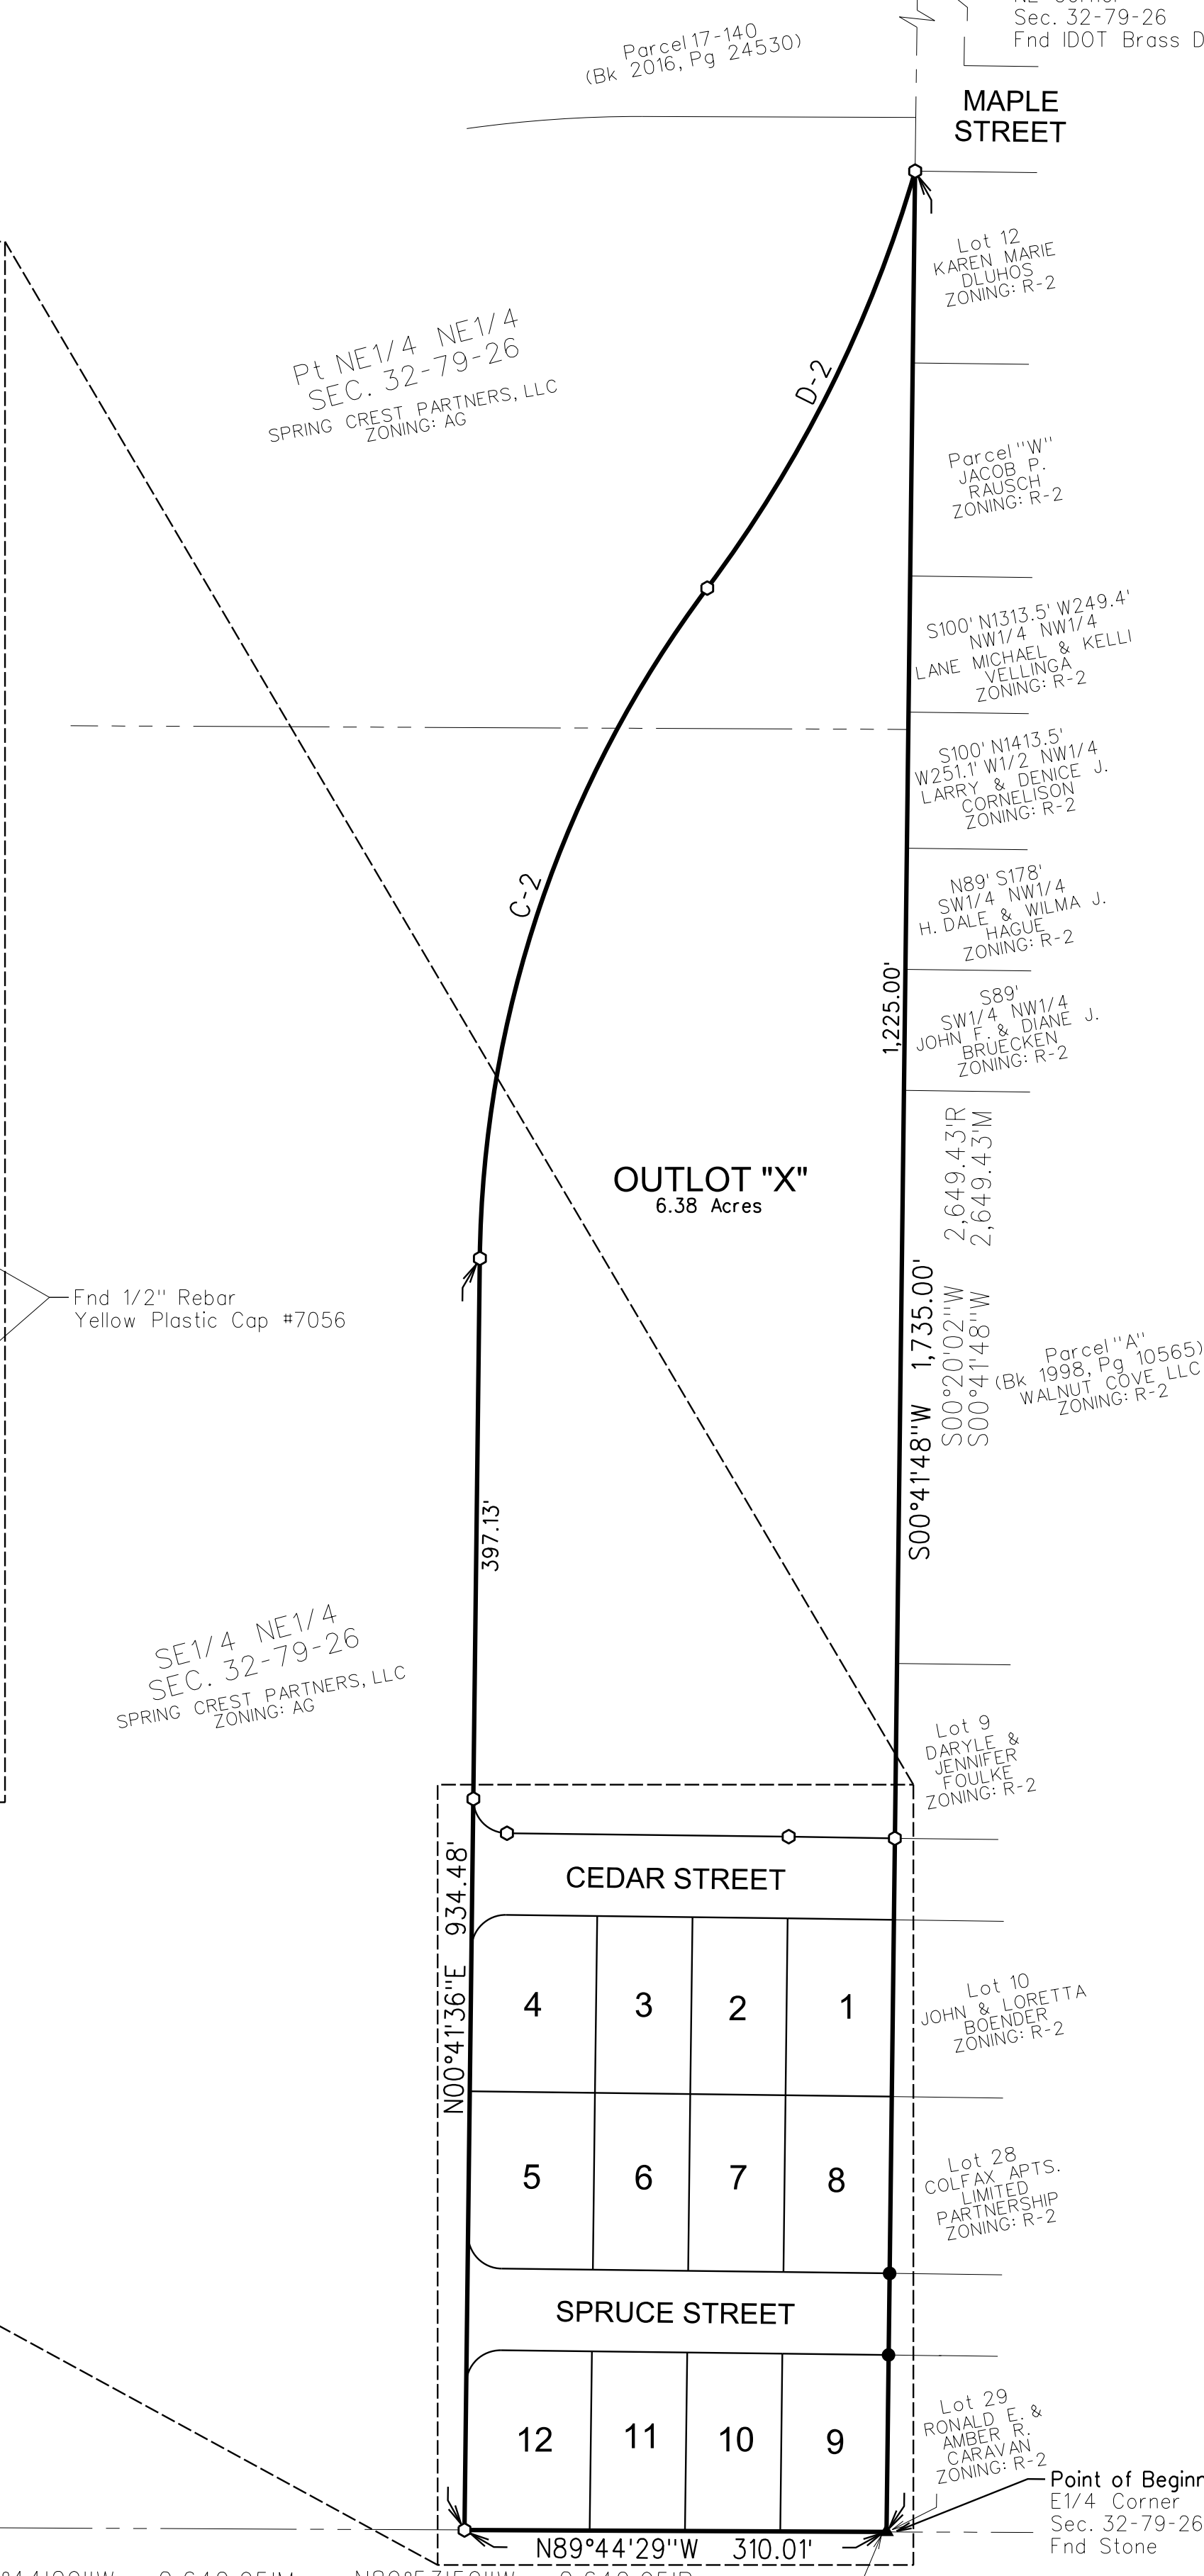 Sec. 32-79-26
Fnd IDOT Brass D
Parcel 17-140
(Bk 2016, Pg 24530)
MAPLE
STREET
Lot 12
KAREN MARIE
DLUHOS
ZONING: R-2
Pt NE1/4 NE1/4
SEC. 32-79-26
SPRING CREST PARTNERS, LLC
ZONING: AG
D-2
Parcel "W"
JACOB P.
RAUSCH
ZONING: R-2
S100' N1313.5' W249.4'
NW1/4 NW1/4
LANE MICHAEL & KELLI
VELLINGA
ZONING: R-2
S100' N1413.5'
W251.1' W1/2 NW1/4
LARRY & DENICE J.
CORNELISON
ZONING: R-2
C-2
N89' S178'
SW1/4 NW1/4
H. DALE & WILMA J.
HAGUE
ZONING: R-2
1,225.00'
S89'
SW1/4 NW1/4
JOHN F. & DIANE J.
BRUECKEN
ZONING: R-2
OUTLOT "X"
6.38 Acres
S00°41'48"W 1,735.00'
S00°20'02"W 2,649.43'R
S00°41'48"W 2,649.43'M
Fnd 1/2" Rebar
Yellow Plastic Cap #7056
Parcel "A"
(Bk 1998, Pg 10565)
WALNUT COVE LLC
ZONING: R-2
397.13'
SE1/4 NE1/4
SEC. 32-79-26
SPRING CREST PARTNERS, LLC
ZONING: AG
Lot 9
DARYLE &
JENNIFER
FOULKE
ZONING: R-2
CEDAR STREET
N00°41'36"E 934.48'
4 3 2 1
Lot 10
JOHN & LORETTA
BOENDER
ZONING: R-2
5 6 7 8
Lot 28
COLFAX APTS.
LIMITED
PARTNERSHIP
ZONING: R-2
SPRUCE STREET
12 11 10 9
Lot 29
RONALD E. &
AMBER R.
CARAVAN
ZONING: R-2
Point of Beginn
E1/4 Corner
Sec. 32-79-26
Fnd Stone
N89°44'29"W 310.01'